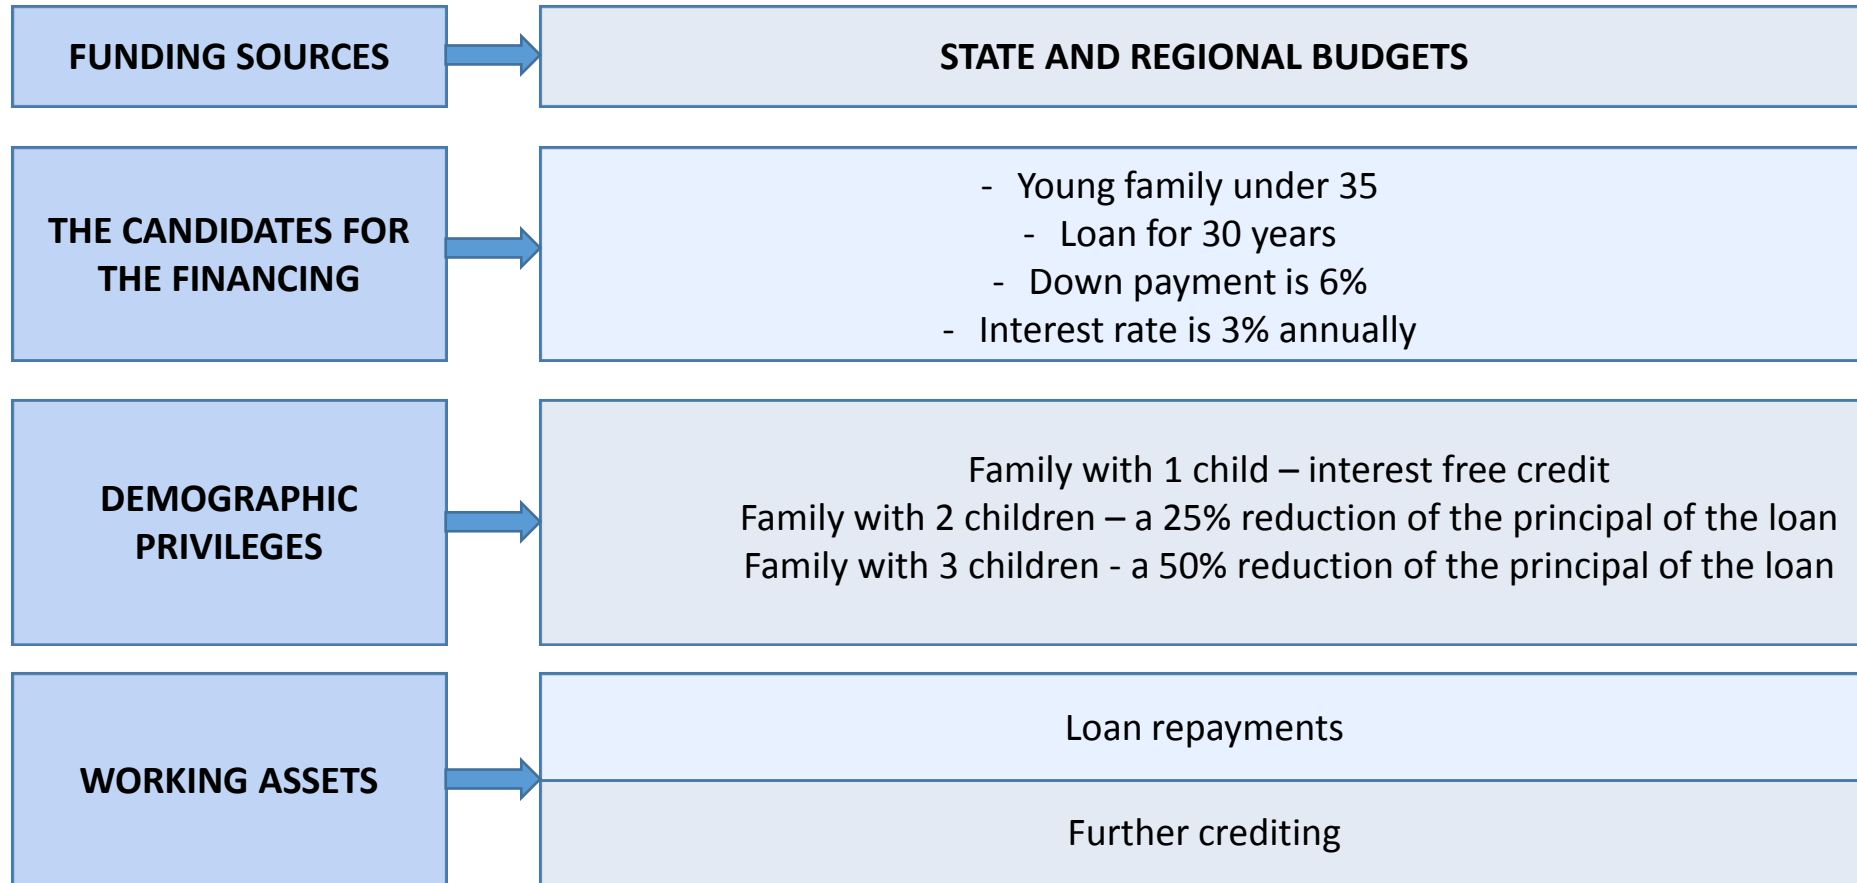 FUNDING SOURCES
STATE AND REGIONAL BUDGETS
THE CANDIDATES FOR
THE FINANCING
- Young family under 35
- Loan for 30 years
- Down payment is 6%
- Interest rate is 3% annually
DEMOGRAPHIC
PRIVILEGES
Family with 1 child – interest free credit
Family with 2 children – a 25% reduction of the principal of the loan
Family with 3 children - a 50% reduction of the principal of the loan
WORKING ASSETS
Loan repayments
Further crediting